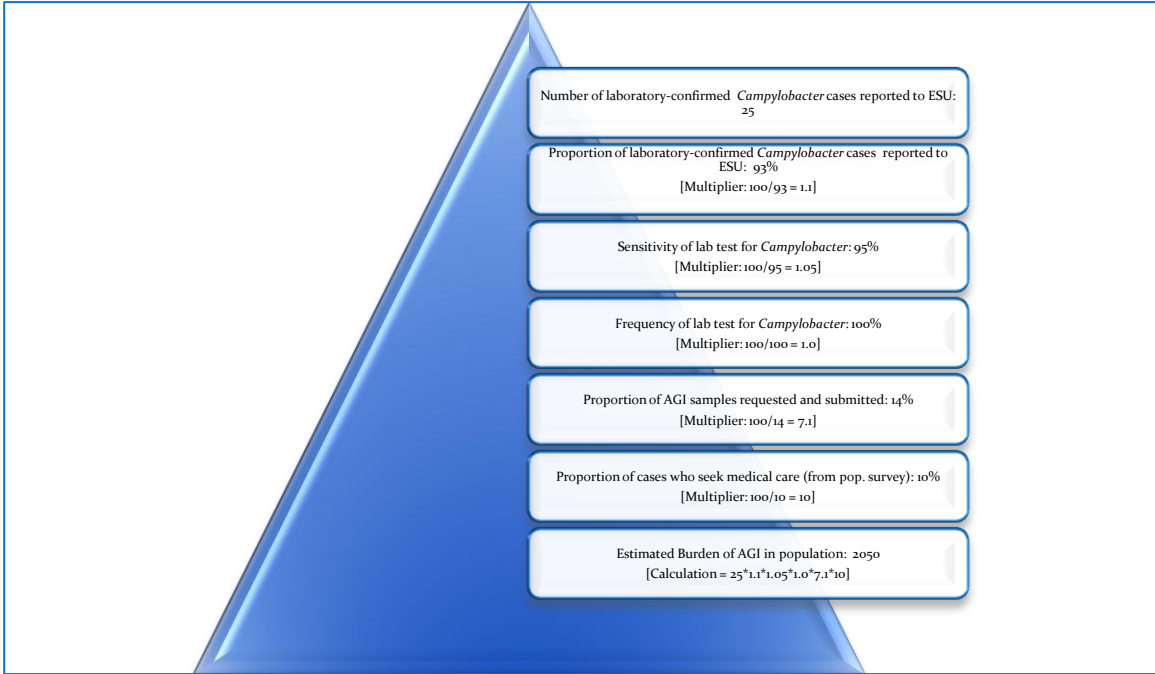 Number of laboratory-confirmed Campylobacter cases reported to ESU:
25
Proportion of laboratory-confirmed Campylobacter cases reported to
ESU: 93%
[Multiplier: 100/93 = 1.1]
Sensitivity of lab test for Campylobacter: 95%
[Multiplier: 100/95 = 1.05]
Frequency of lab test for Campylobacter: 100%
[Multiplier: 100/100 = 1.0]
Proportion of AGI samples requested and submitted: 14%
[Multiplier: 100/14 = 7.1]
Proportion of cases who seek medical care (from pop. survey): 10%
[Multiplier: 100/10 = 10]
Estimated Burden of AGI in population: 2050
[Calculation = 25*1.1*1.05*1.0*7.1*10]